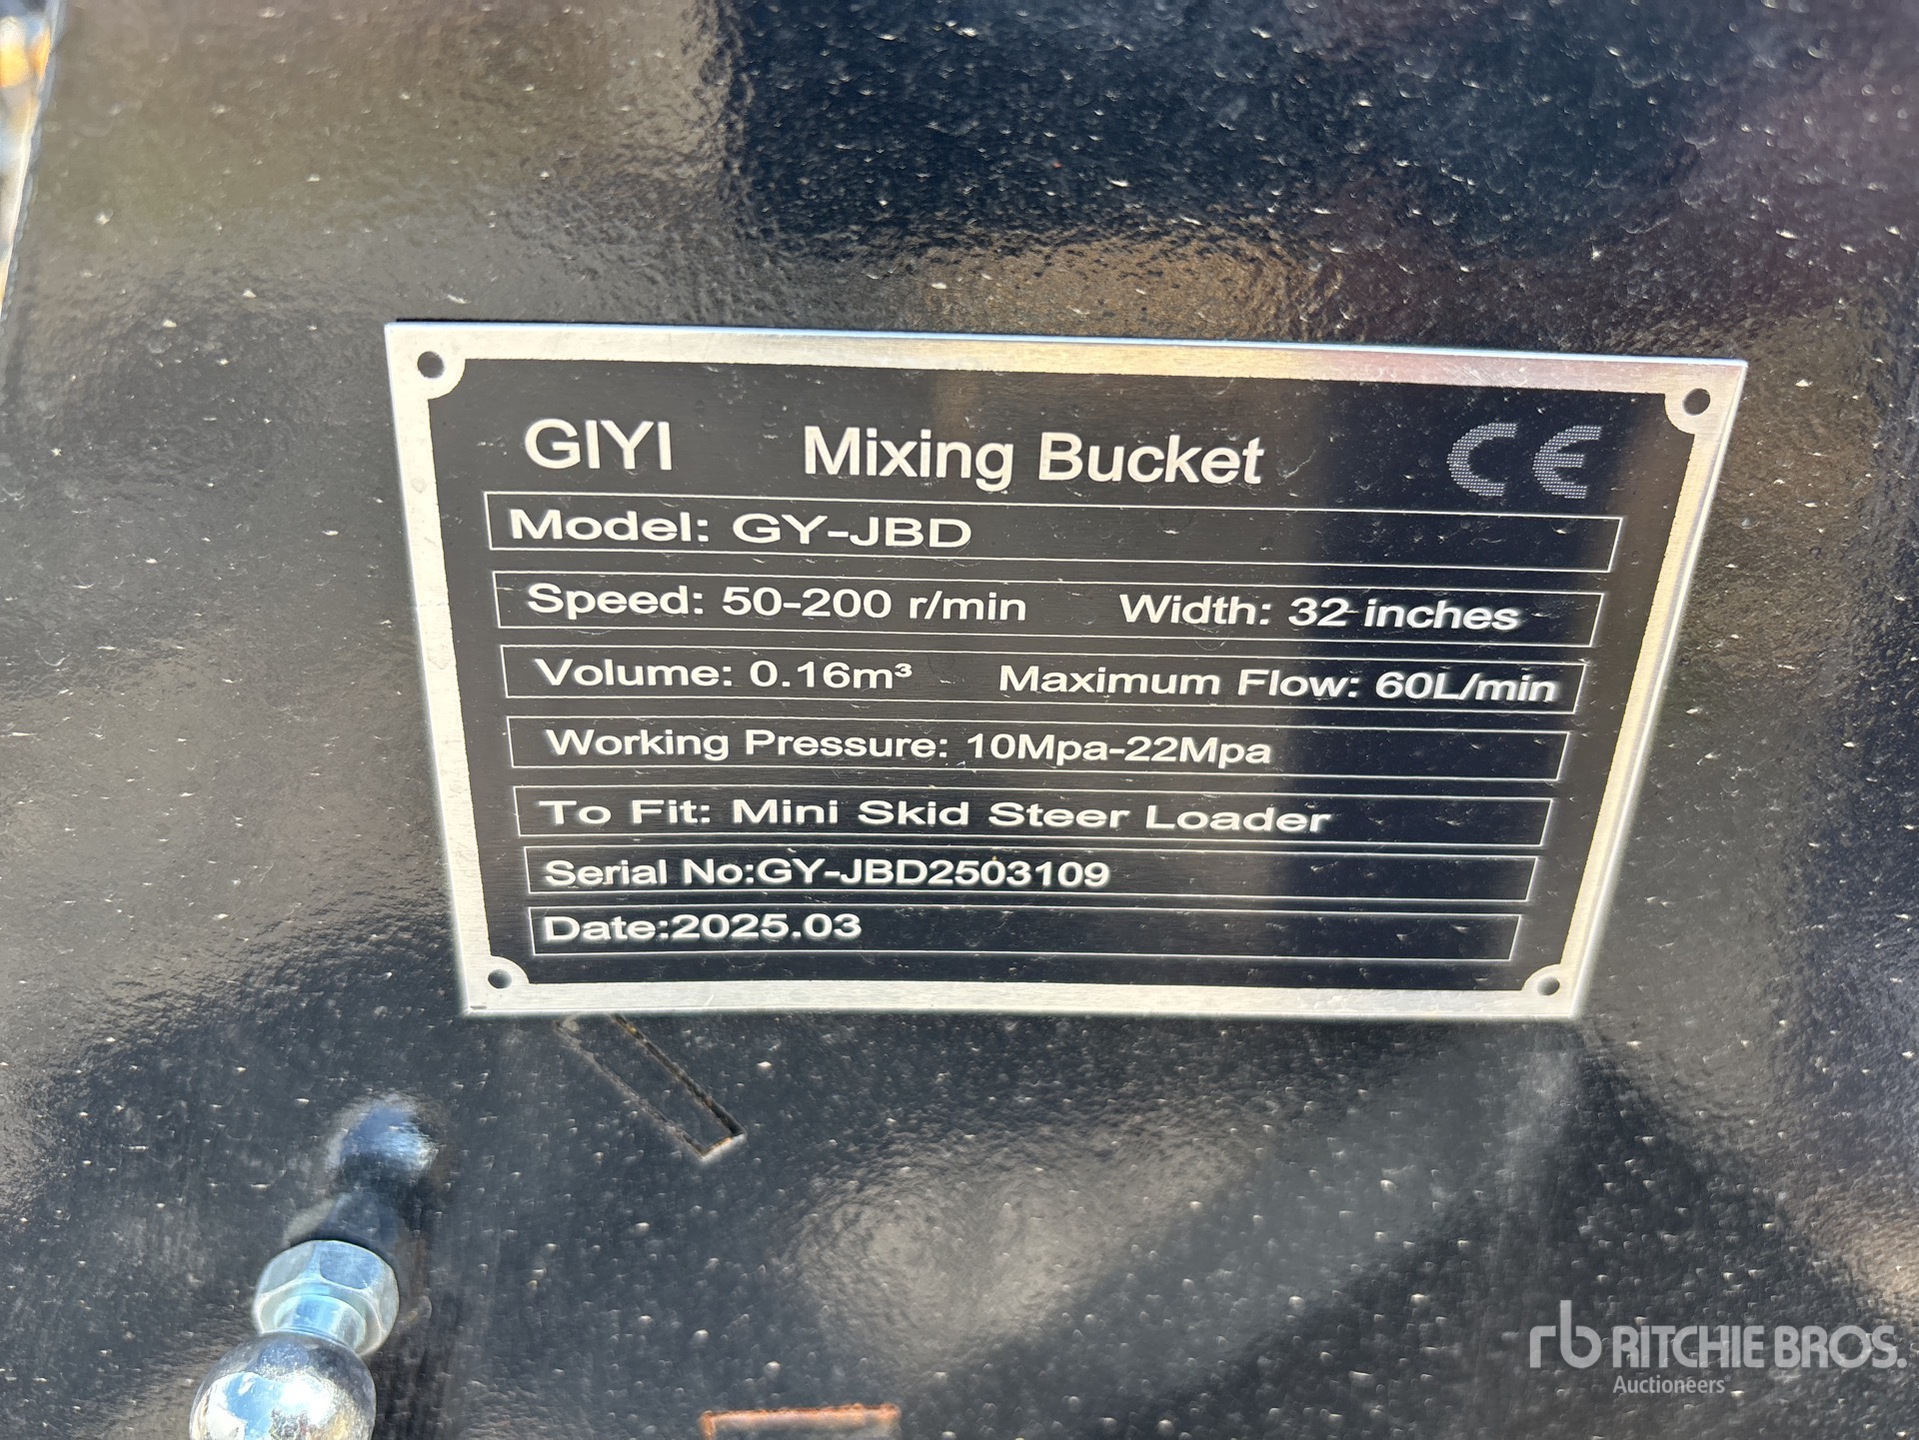 GIYI Mixing Bucket CE
Model: GY-JBD
Speed: 50-200 r/min Width: 32 inches
Volume: 0.16m³ Maximum Flow: 60L/min
Working Pressure: 10Mpa-22Mpa
To Fit: Mini Skid Steer Loader
Serial No:GY-JBD2503109
Date:2025.03
rb RITCHIE BROS.
Auctioneers